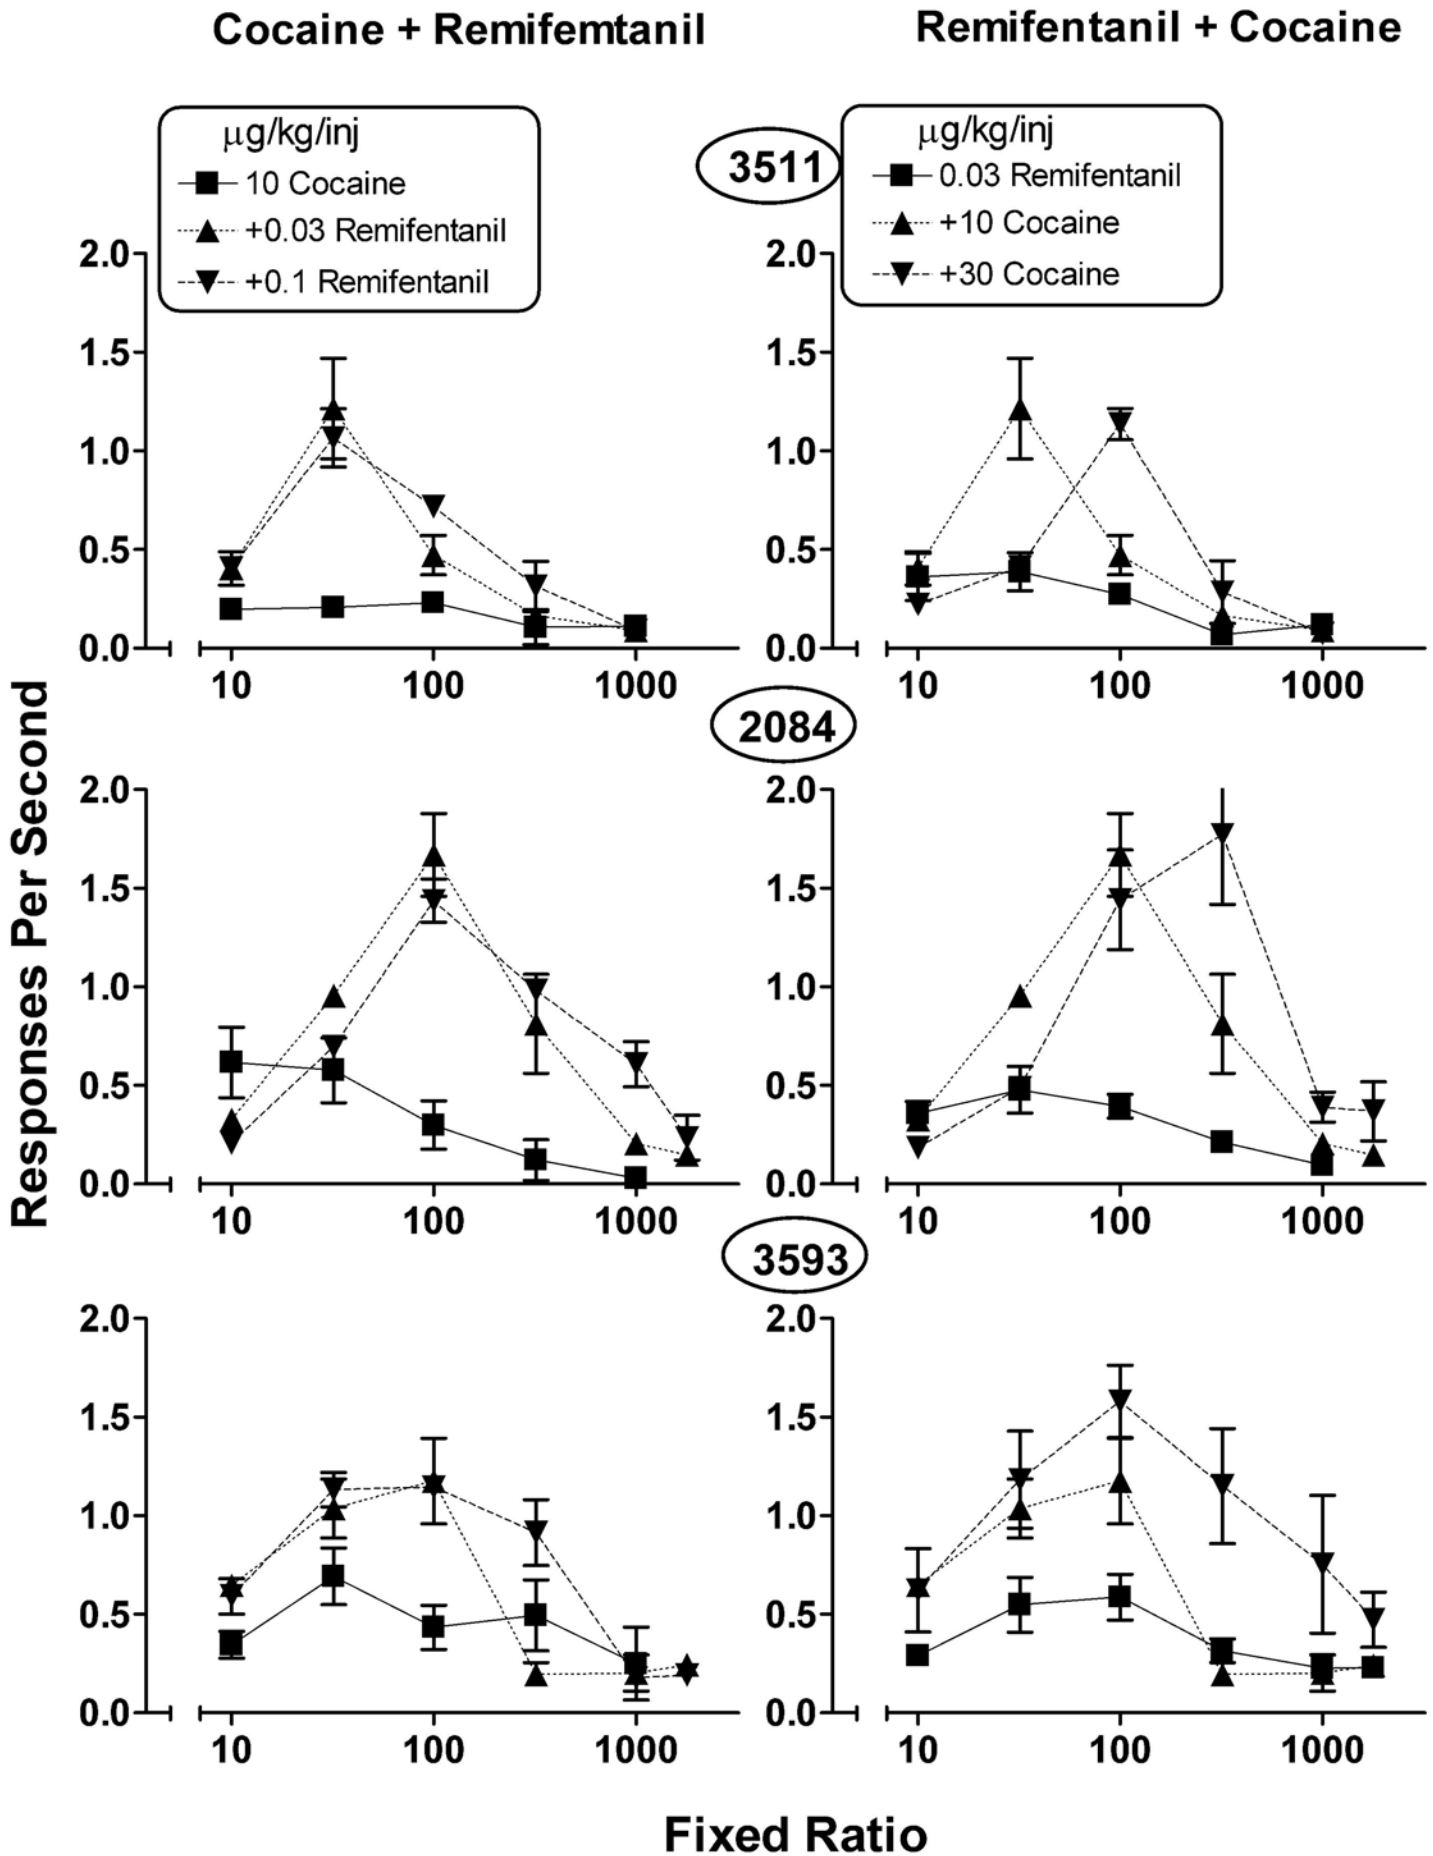 Cocaine + Remifemtanil
Remifentanil + Cocaine
μg/kg/inj
10 Cocaine
+0.03 Remifentanil
+0.1 Remifentanil
3511
μg/kg/inj
0.03 Remifentanil
+10 Cocaine
+30 Cocaine
2.0
1.5
1.0
0.5
0.0
10 100 1000
2.0
1.5
1.0
0.5
0.0
10 100 1000
2084
Responses Per Second
2.0
1.5
1.0
0.5
0.0
10 100 1000
2.0
1.5
1.0
0.5
0.0
10 100 1000
3593
2.0
1.5
1.0
0.5
0.0
10 100 1000
2.0
1.5
1.0
0.5
0.0
10 100 1000
Fixed Ratio